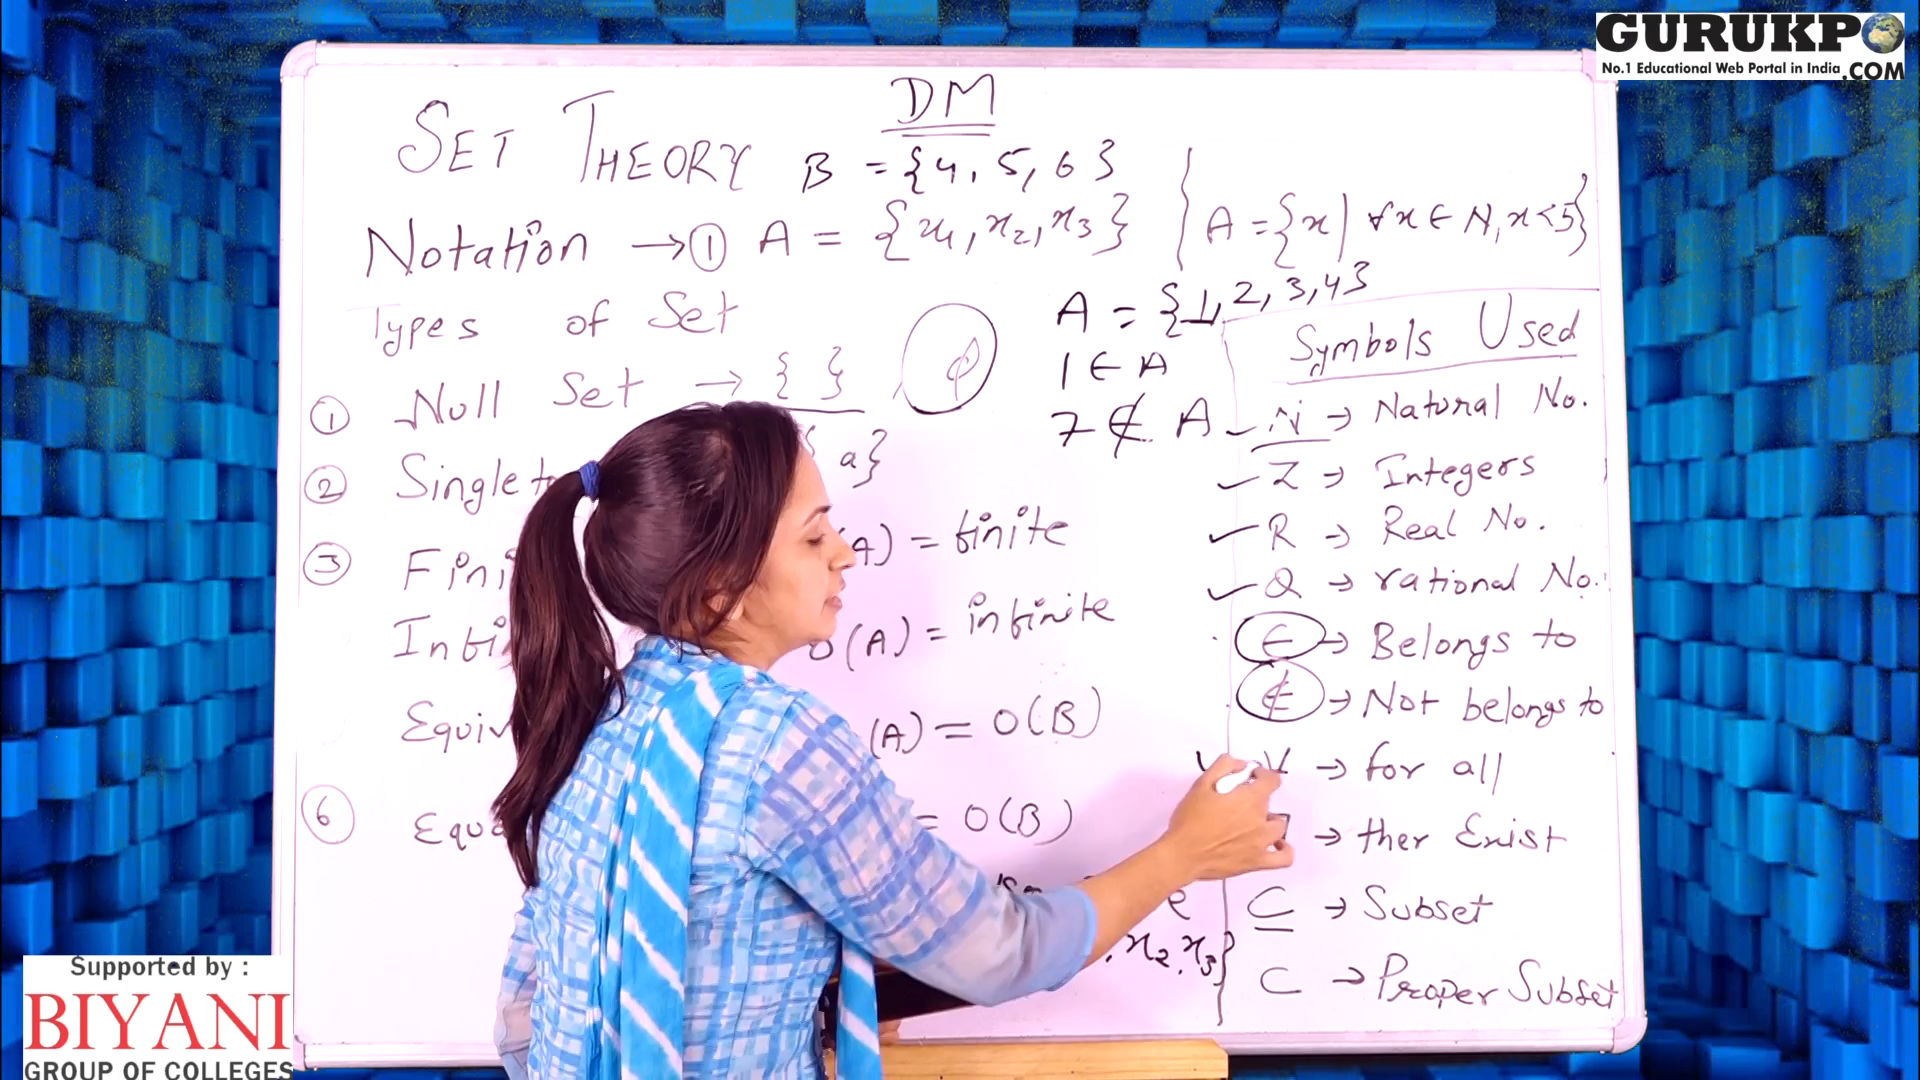 GURUKPO
No.1 Educational Web Portal in India .COM
DM
SET THEORY B = {4, 5, 6}
Notation → ① A = {x1, x2, x3} { A = {x | ∀x ∈ N, x < 5}
A = {1, 2, 3, 4}
1 ∈ A
7 ∉ A
Types of Set
① Null Set → { } , φ
② Singlet a}
③ Fini A) = finite
Infi O(A) = infinite
Equiv (A) = O(B)
⑥ Equa = O(B)
x2, x3}
Symbols Used
N → Natural No.
Z → Integers
R → Real No.
Q → rational No.
∈ → Belongs to
∉ → Not belongs to
∀ → for all
→ ther Exist
⊆ → Subset
⊂ → Proper Subset
Supported by :
BIYANI
GROUP OF COLLEGES